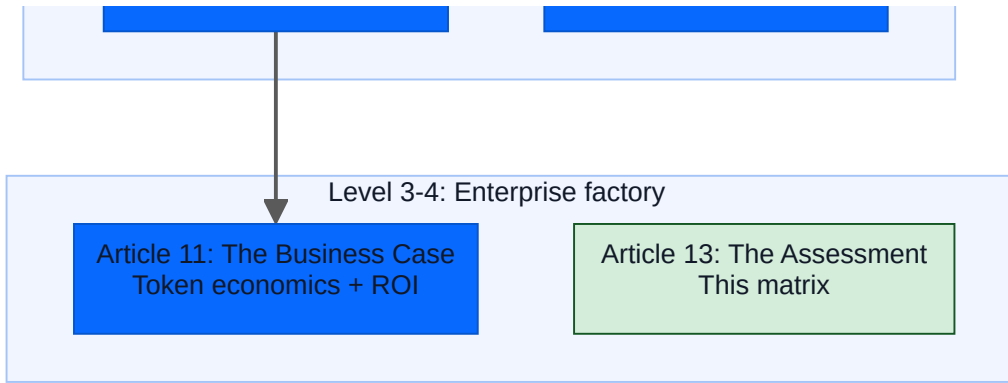 Level 3-4: Enterprise factory
Article 11: The Business Case
Token economics + ROI
Article 13: The Assessment
This matrix